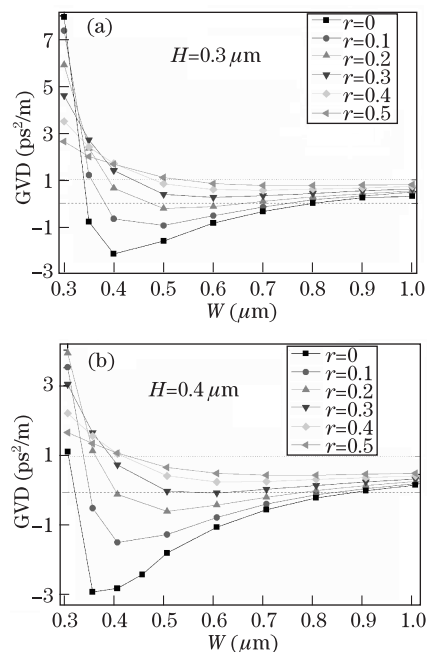 (a)
H=0.3 μm
r=0
r=0.1
r=0.2
r=0.3
r=0.4
r=0.5
GVD (ps²/m)
7
5
3
1
−1
−3
0.3 0.4 0.5 0.6 0.7 0.8 0.9 1.0
W (μm)
(b)
H=0.4 μm
r=0
r=0.1
r=0.2
r=0.3
r=0.4
r=0.5
GVD (ps²/m)
3
1
−1
−3
0.3 0.4 0.5 0.6 0.7 0.8 0.9 1.0
W (μm)